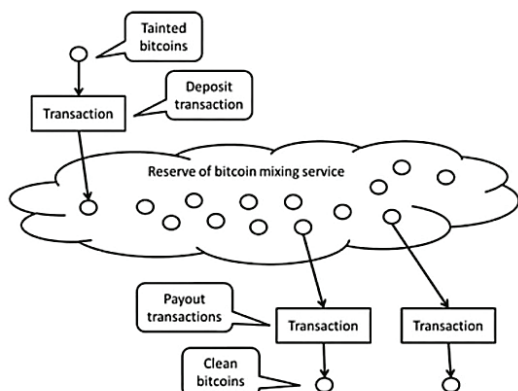 Tainted
bitcoins
Deposit
transaction
Transaction
Reserve of bitcoin mixing service
Payout
transactions
Transaction
Transaction
Clean
bitcoins